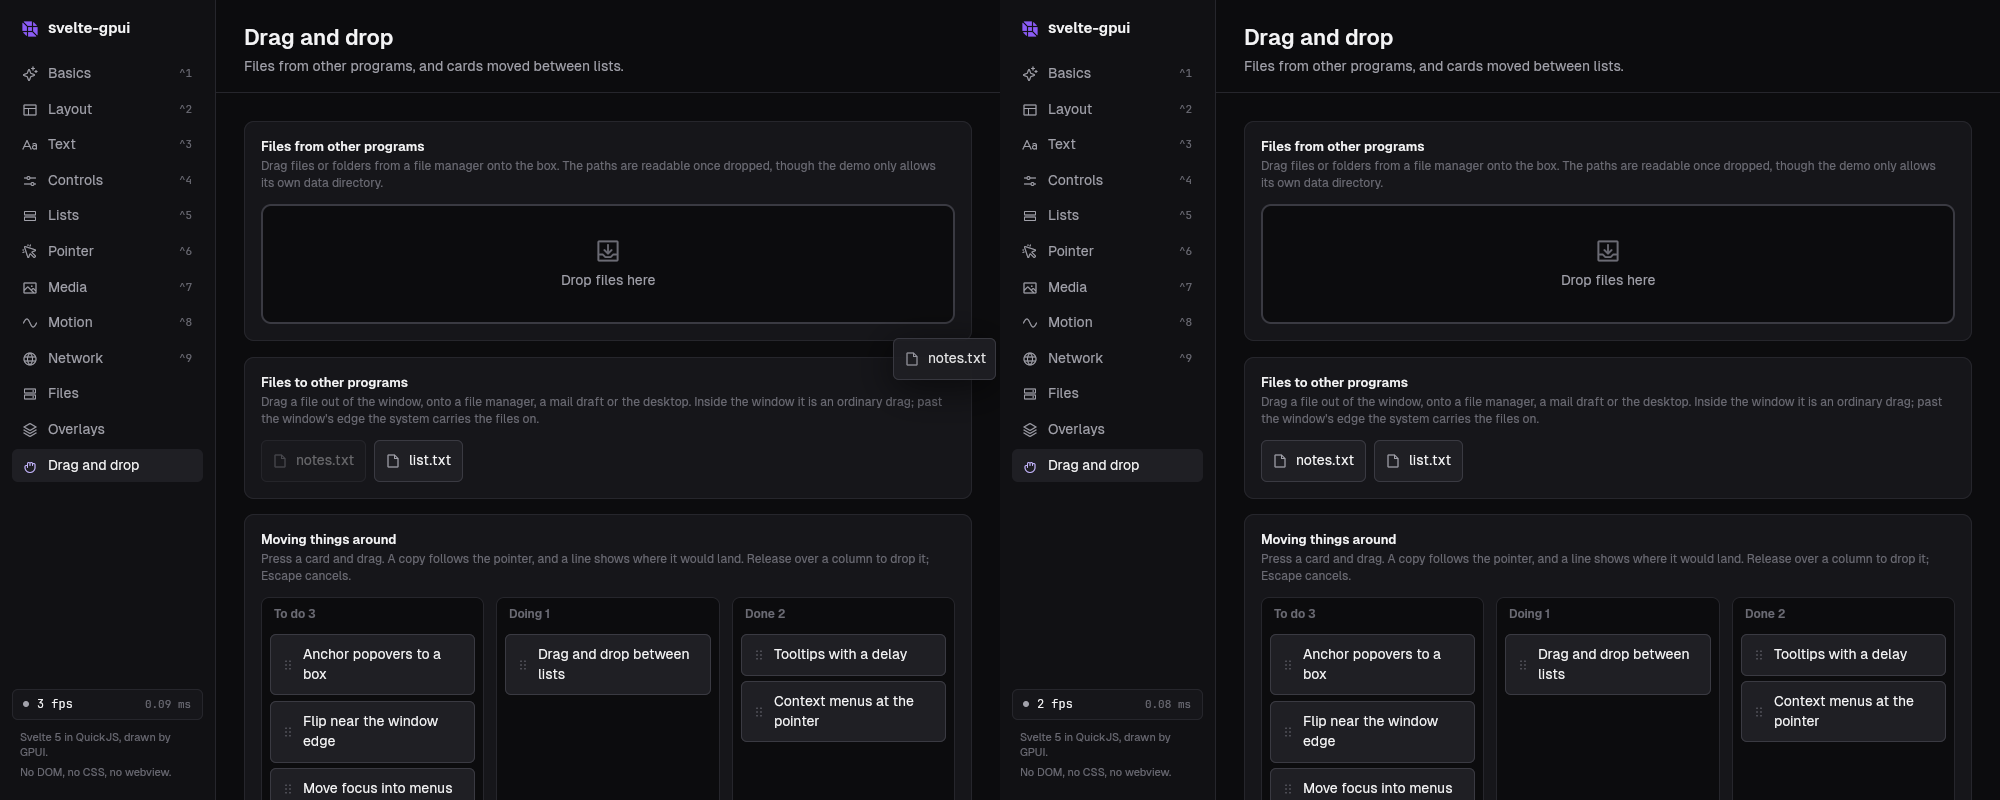 svelte-gpui
Basics ^1
Layout ^2
Text ^3
Controls ^4
Lists ^5
Pointer ^6
Media ^7
Motion ^8
Network ^9
Files
Overlays
Drag and drop
3 fps 0.09 ms
Svelte 5 in QuickJS, drawn by
GPUI.
No DOM, no CSS, no webview.
Drag and drop
Files from other programs, and cards moved between lists.
Files from other programs
Drag files or folders from a file manager onto the box. The paths are readable once dropped, though the demo only allows
its own data directory.
Drop files here
notes.txt
Files to other programs
Drag a file out of the window, onto a file manager, a mail draft or the desktop. Inside the window it is an ordinary drag; past
the window's edge the system carries the files on.
notes.txt
list.txt
Moving things around
Press a card and drag. A copy follows the pointer, and a line shows where it would land. Release over a column to drop it;
Escape cancels.
To do 3
Anchor popovers to a
box
Flip near the window
edge
Move focus into menus
Doing 1
Drag and drop between
lists
Done 2
Tooltips with a delay
Context menus at the
pointer
svelte-gpui
Basics ^1
Layout ^2
Text ^3
Controls ^4
Lists ^5
Pointer ^6
Media ^7
Motion ^8
Network ^9
Files
Overlays
Drag and drop
2 fps 0.08 ms
Svelte 5 in QuickJS, drawn by
GPUI.
No DOM, no CSS, no webview.
Drag and drop
Files from other programs, and cards moved between lists.
Files from other programs
Drag files or folders from a file manager onto the box. The paths are readable once dropped, though the demo only allows
its own data directory.
Drop files here
Files to other programs
Drag a file out of the window, onto a file manager, a mail draft or the desktop. Inside the window it is an ordinary drag; past
the window's edge the system carries the files on.
notes.txt
list.txt
Moving things around
Press a card and drag. A copy follows the pointer, and a line shows where it would land. Release over a column to drop it;
Escape cancels.
To do 3
Anchor popovers to a
box
Flip near the window
edge
Move focus into menus
Doing 1
Drag and drop between
lists
Done 2
Tooltips with a delay
Context menus at the
pointer